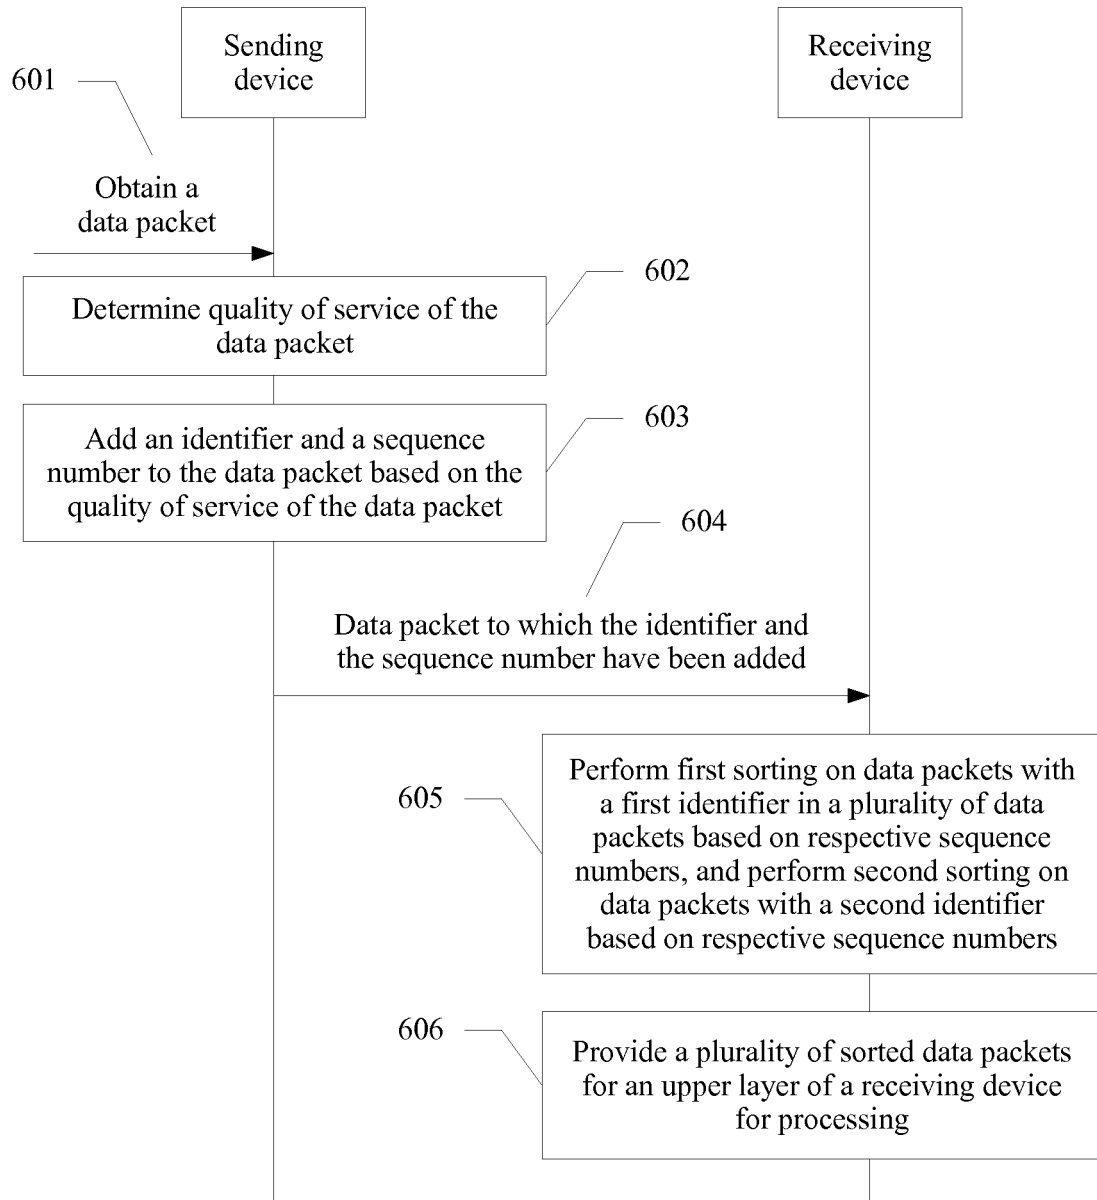 Sending
device
Receiving
device
601
Obtain a
data packet
602
Determine quality of service of the
data packet
603
Add an identifier and a sequence
number to the data packet based on the
quality of service of the data packet
604
Data packet to which the identifier and
the sequence number have been added
605
Perform first sorting on data packets with
a first identifier in a plurality of data
packets based on respective sequence
numbers, and perform second sorting on
data packets with a second identifier
based on respective sequence numbers
606
Provide a plurality of sorted data packets
for an upper layer of a receiving device
for processing